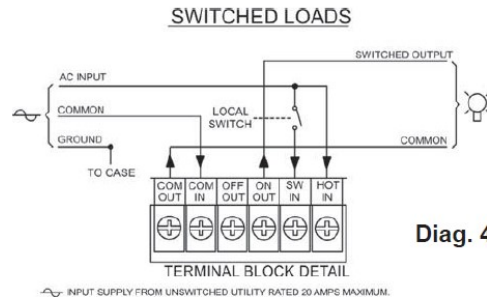 SWITCHED LOADS
SWITCHED OUTPUT
AC INPUT
COMMON
LOCAL
SWITCH
GROUND
COMMON
TO CASE
COM OUT
COM IN
OFF OUT
ON OUT
SW IN
HOT IN
Diag. 4
TERMINAL BLOCK DETAIL
INPUT SUPPLY FROM UNSWITCHED UTILITY RATED 20 AMPS MAXIMUM.